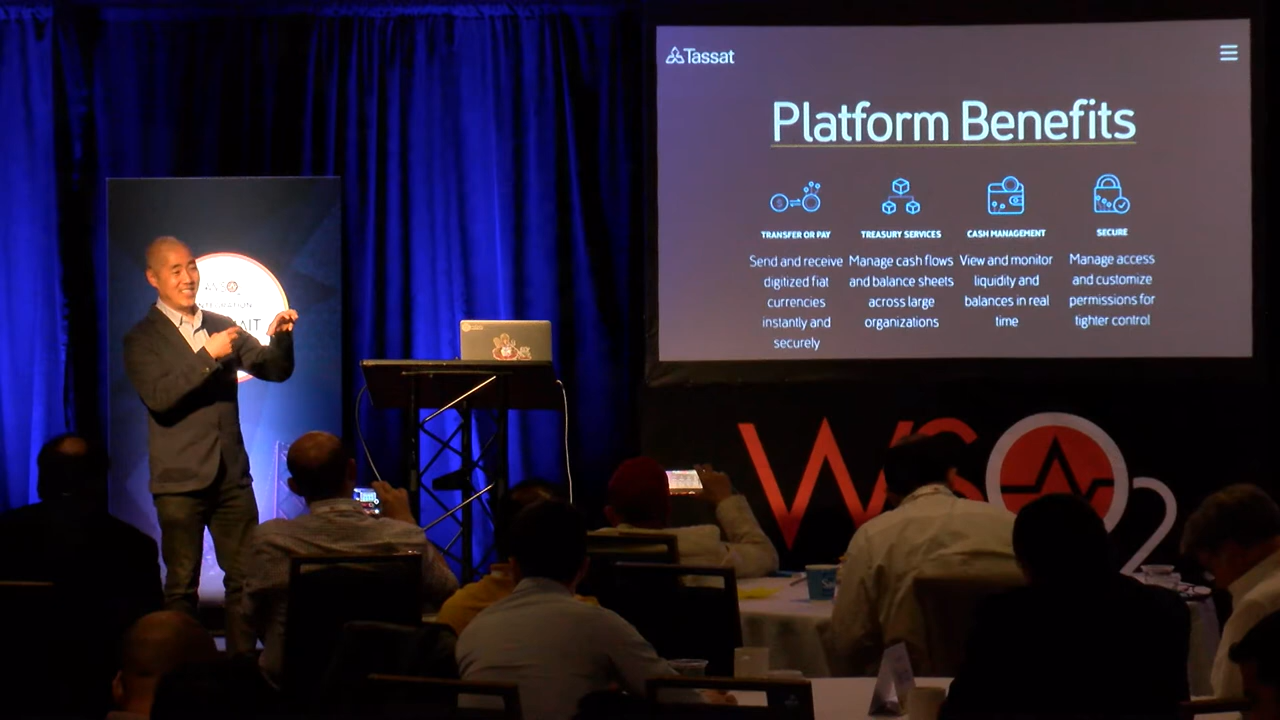 Tassat
Platform Benefits
TRANSFER OR PAY
Send and receive
digitized fiat
currencies
instantly and
securely
TREASURY SERVICES
Manage cash flows
and balance sheets
across large
organizations
CASH MANAGEMENT
View and monitor
liquidity and
balances in real
time
SECURE
Manage access
and customize
permissions for
tighter control
WSO2
INTEGRATION
WSO2